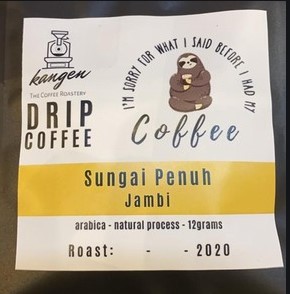 kangen
THE COFFEE ROASTERY
DRIP
COFFEE
I'M SORRY FOR WHAT I SAID BEFORE I HAD MY
Coffee
Sungai Penuh
Jambi
arabica - natural process - 12grams
Roast: - - 2020